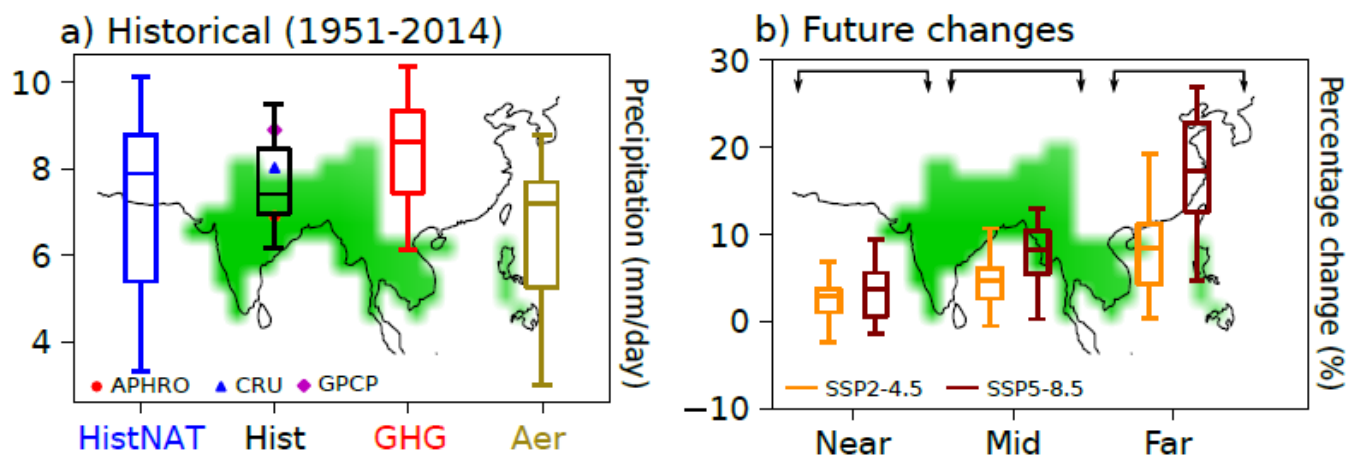 a) Historical (1951-2014)
10
8
6
4
Precipitation (mm/day)
APHRO CRU GPCP
HistNAT Hist GHG Aer
b) Future changes
30
20
10
0
−10
Percentage change (%)
SSP2-4.5 SSP5-8.5
Near Mid Far